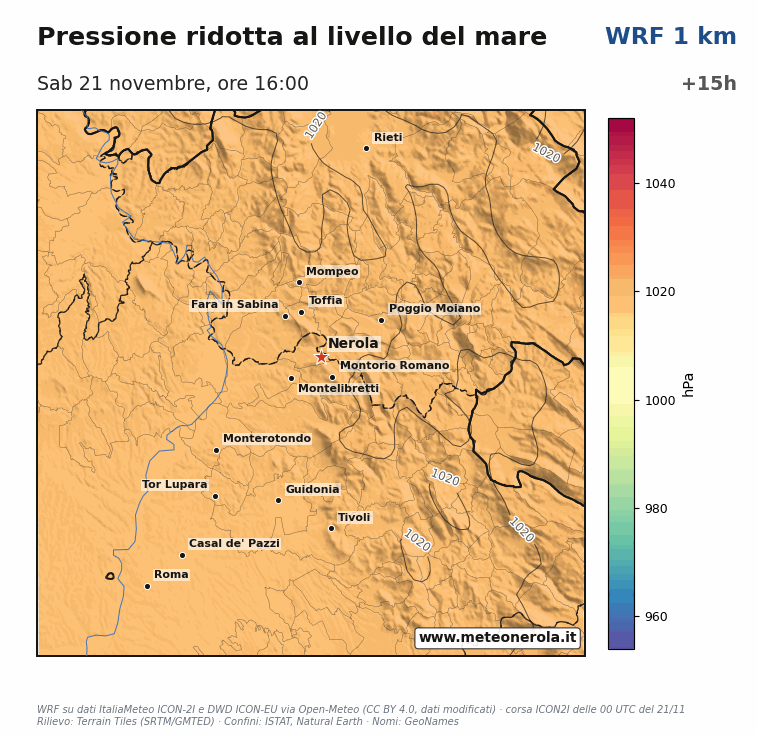 Pressione ridotta al livello del mare
WRF 1 km
Sab 21 novembre, ore 16:00
+15h
1020
Rieti
1020
1040
Mompeo
Fara in Sabina
Toffia
Poggio Moiano
1020
Nerola
Montorio Romano
Montelibretti
hPa
1000
Monterotondo
1020
Tor Lupara
Guidonia
980
Tivoli
1020
1020
Casal de' Pazzi
Roma
960
www.meteonerola.it
WRF su dati ItaliaMeteo ICON-2I e DWD ICON-EU via Open-Meteo (CC BY 4.0, dati modificati) · corsa ICON2I delle 00 UTC del 21/11
Rilievo: Terrain Tiles (SRTM/GMTED) · Confini: ISTAT, Natural Earth · Nomi: GeoNames